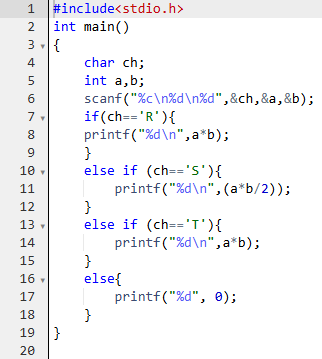 1 #include<stdio.h>
2 int main()
3 {
4 char ch;
5 int a,b;
6 scanf("%c\n%d\n%d",&ch,&a,&b);
7 if(ch=='R'){
8 printf("%d\n",a*b);
9 }
10 else if (ch=='S'){
11 printf("%d\n",(a*b/2));
12 }
13 else if (ch=='T'){
14 printf("%d\n",a*b);
15 }
16 else{
17 printf("%d", 0);
18 }
19 }
20